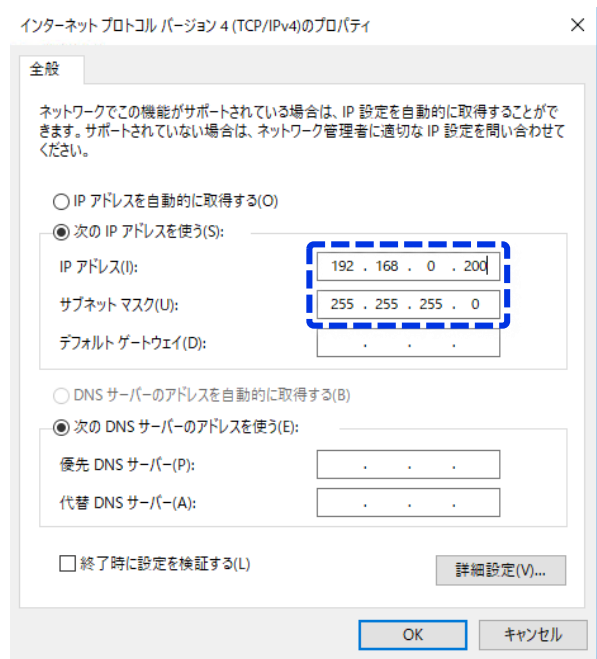 インターネット プロトコル バージョン 4 (TCP/IPv4)のプロパティ
全般
ネットワークでこの機能がサポートされている場合は、IP 設定を自動的に取得することがで
きます。サポートされていない場合は、ネットワーク管理者に適切な IP 設定を問い合わせて
ください。
IP アドレスを自動的に取得する(O)
次の IP アドレスを使う(S):
IP アドレス(I): 192 . 168 . 0 . 200
サブネット マスク(U): 255 . 255 . 255 . 0
デフォルト ゲートウェイ(D): . . .
DNS サーバーのアドレスを自動的に取得する(B)
次の DNS サーバーのアドレスを使う(E):
優先 DNS サーバー(P): . . .
代替 DNS サーバー(A): . . .
終了時に設定を検証する(L)
詳細設定(V)...
OK キャンセル